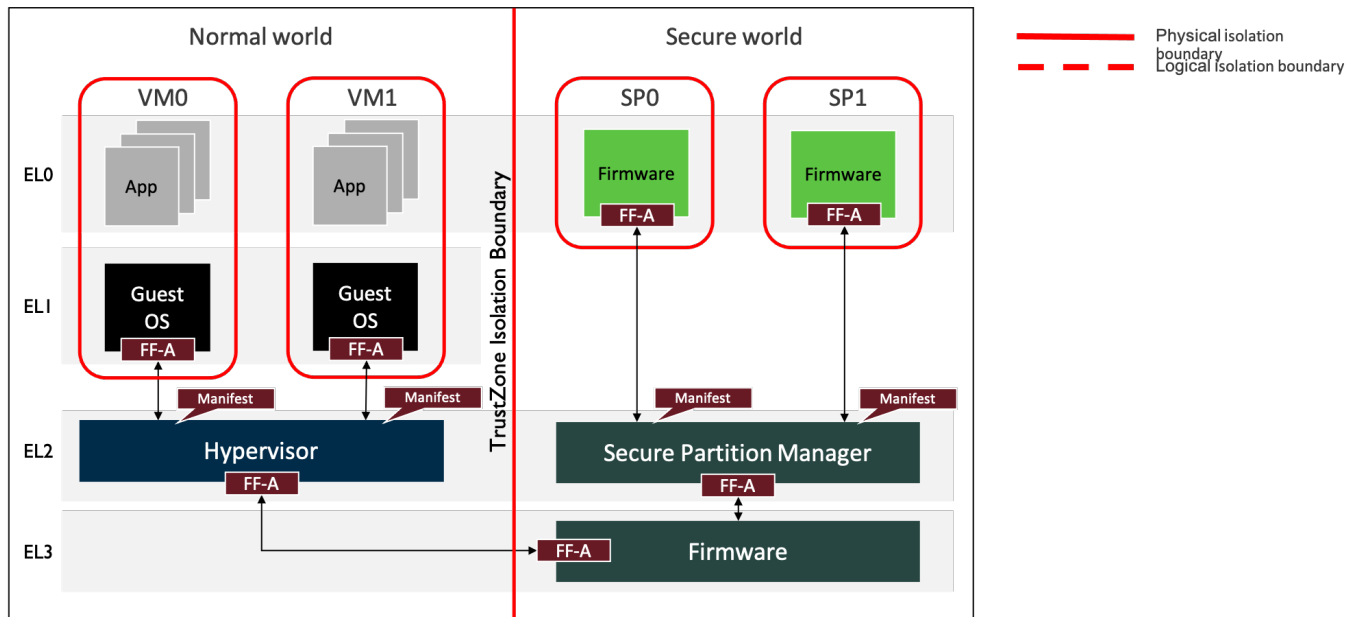 Normal world
Secure world
Physical isolation
boundary
Logical isolation boundary
VM0
VM1
SP0
SP1
EL0
App
App
Firmware
Firmware
FF-A
FF-A
TrustZone Isolation Boundary
EL1
Guest
OS
Guest
OS
FF-A
FF-A
Manifest
Manifest
Manifest
Manifest
EL2
Hypervisor
Secure Partition Manager
FF-A
FF-A
EL3
FF-A
Firmware